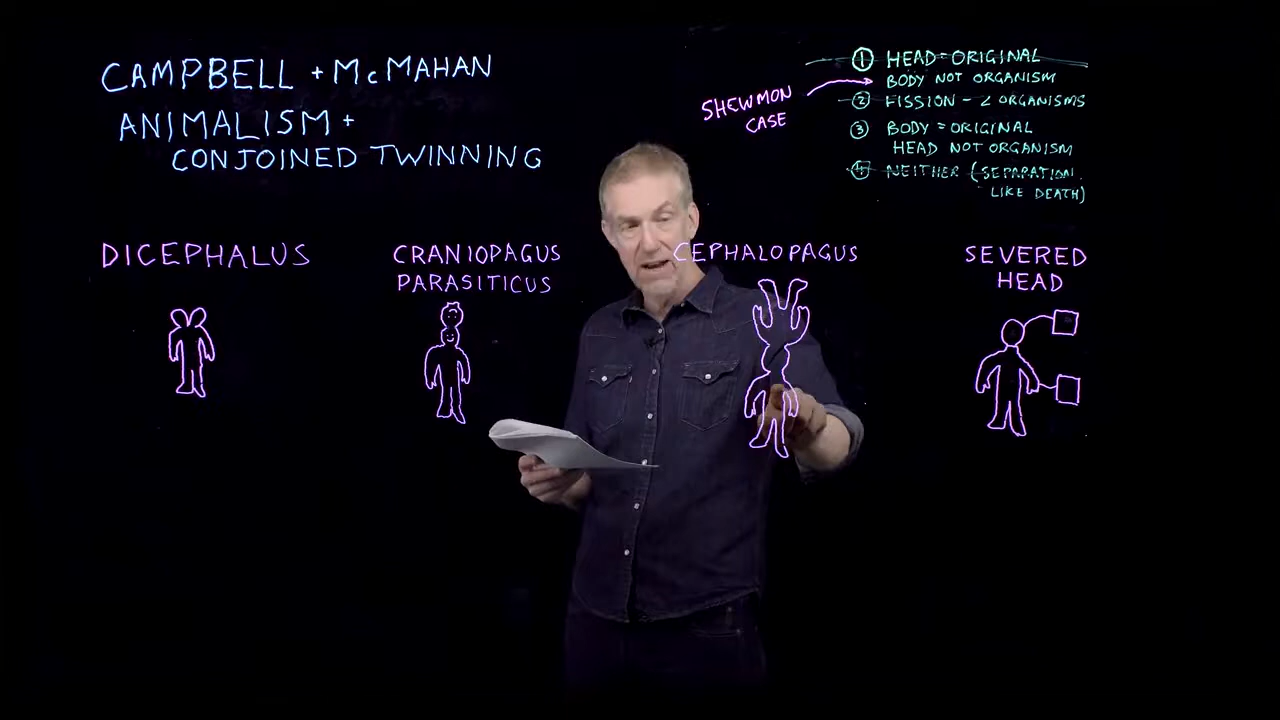 CAMPBELL + McMAHAN
ANIMALISM +
CONJOINED TWINNING
SHEWMON
CASE
① HEAD = ORIGINAL
BODY NOT ORGANISM
② FISSION - 2 ORGANISMS
③ BODY = ORIGINAL
HEAD NOT ORGANISM
④ NEITHER (SEPARATION
LIKE DEATH)
DICEPHALUS
CRANIOPAGUS
PARASITICUS
CEPHALOPAGUS
SEVERED
HEAD